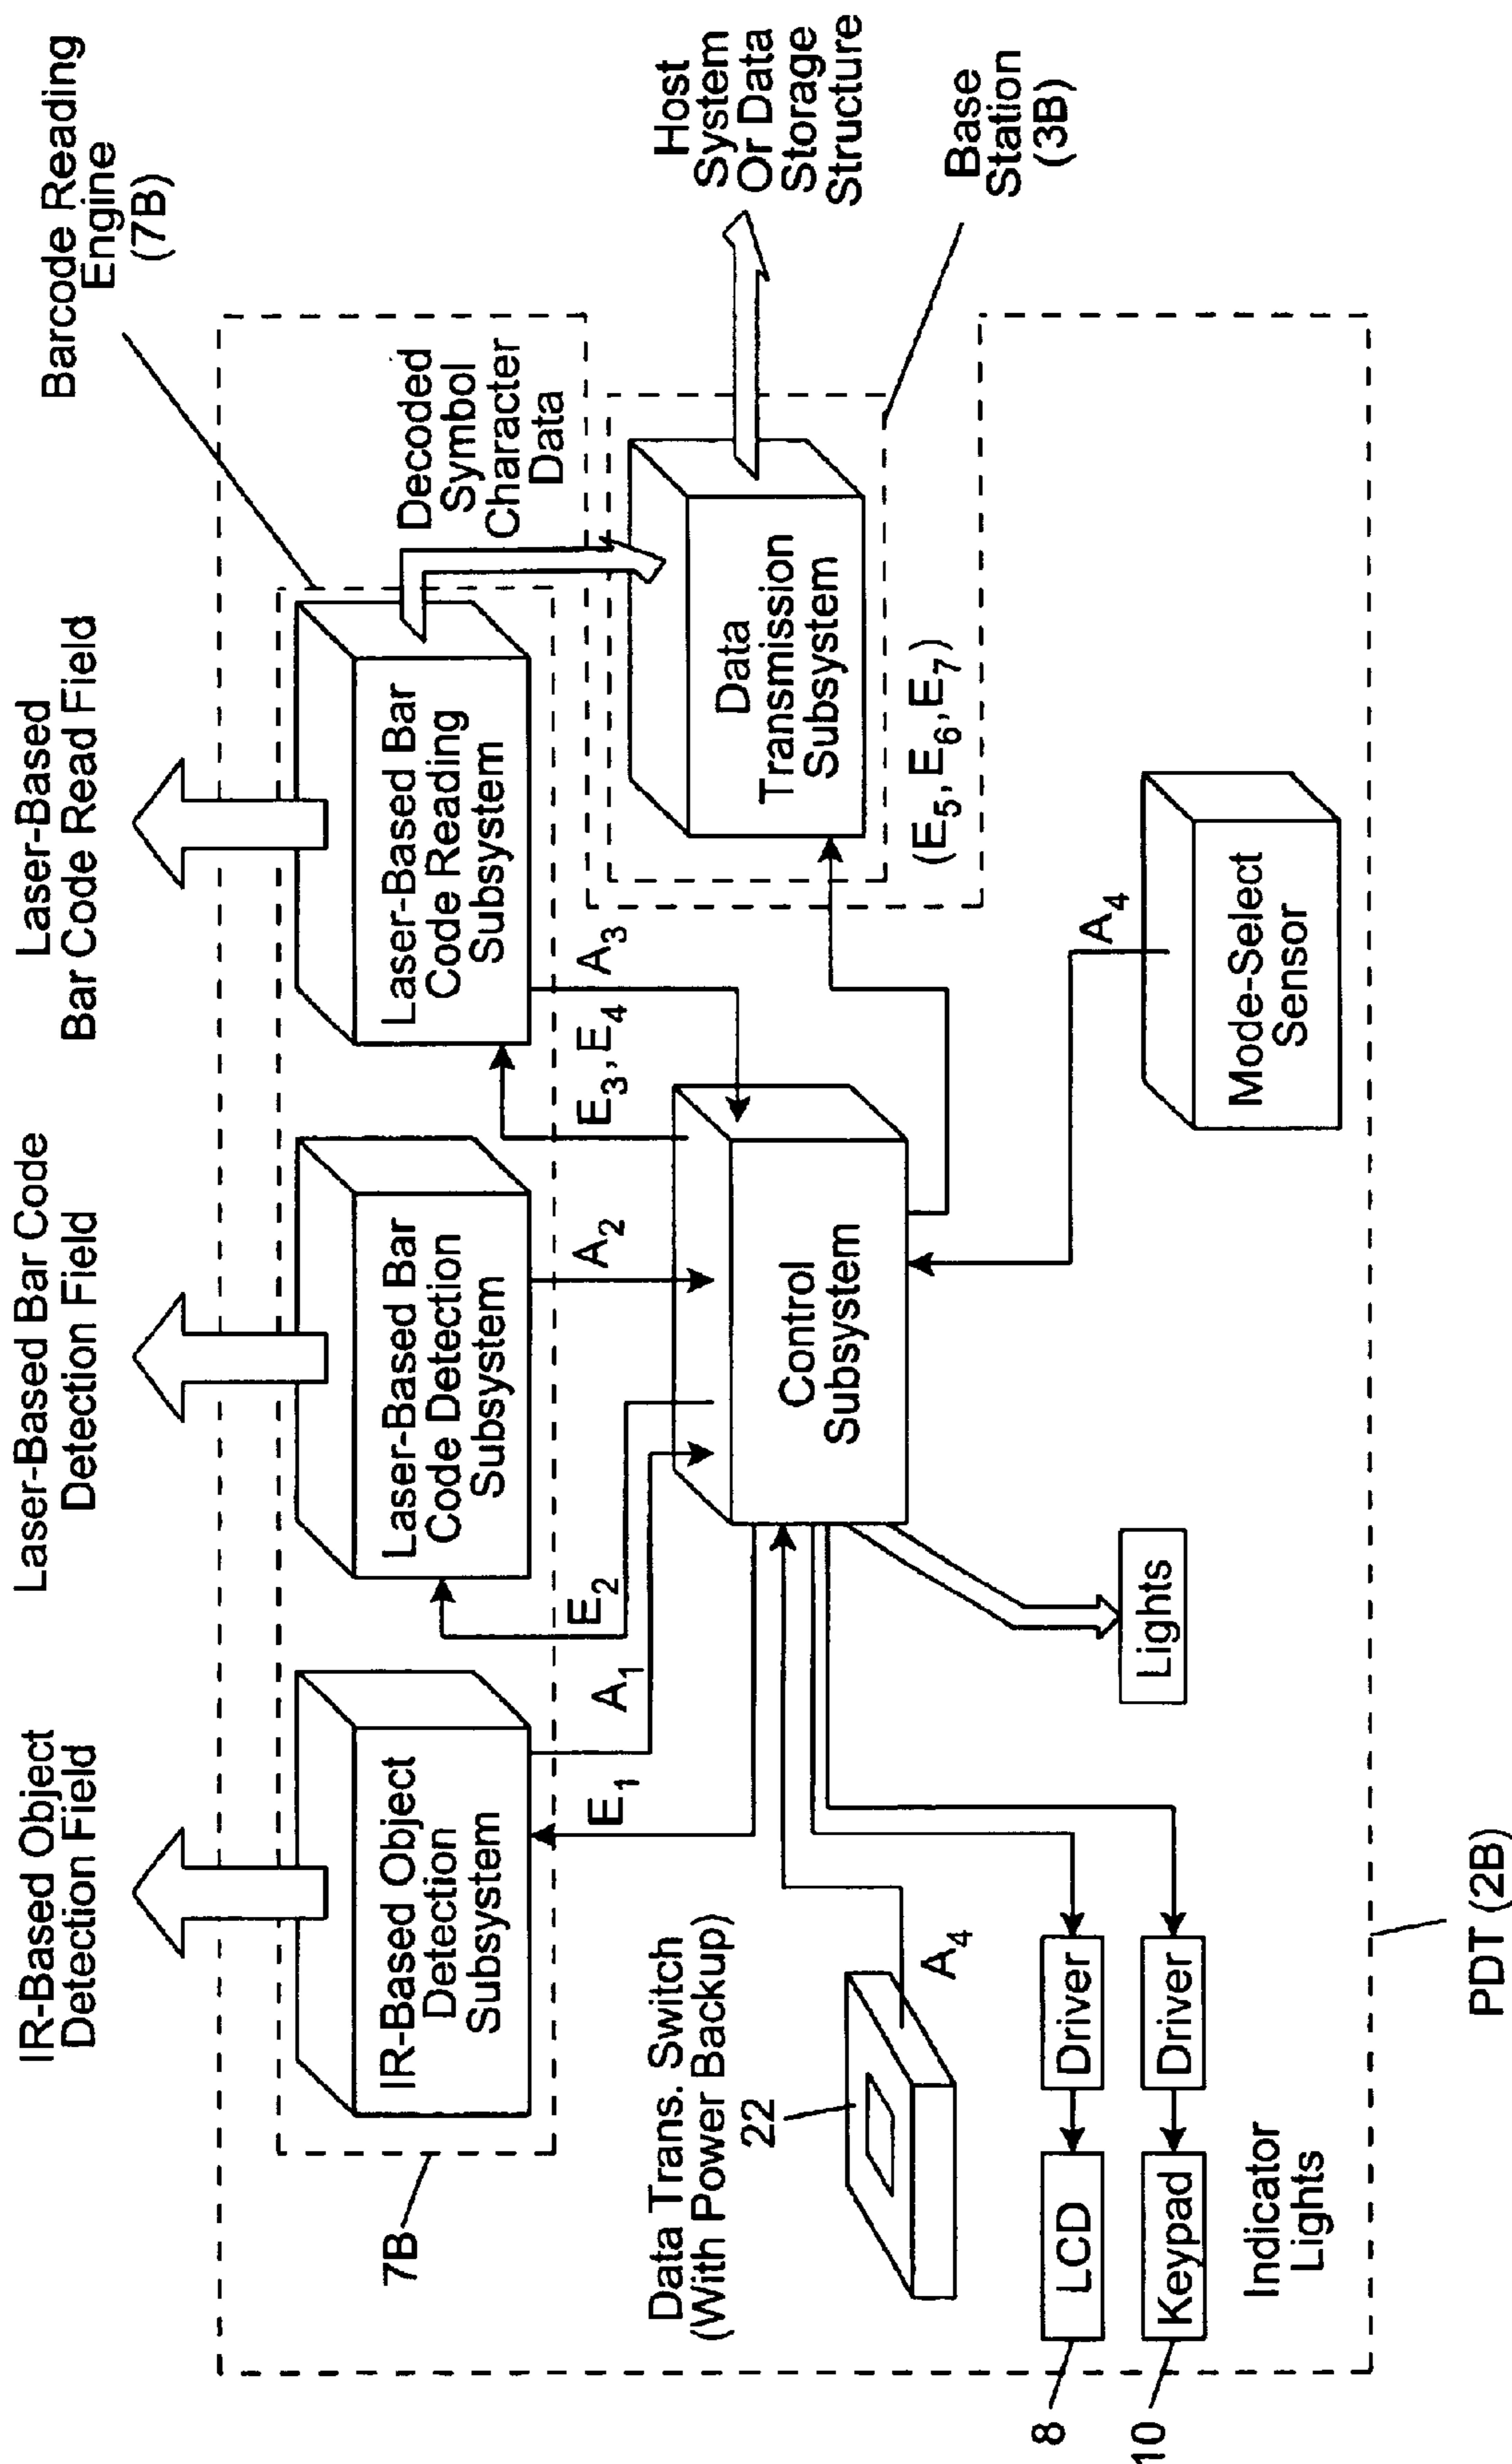 IR-Based Object
Detection Field
Laser-Based Bar Code
Detection Field
Laser-Based
Bar Code Read Field
Barcode Reading
Engine
(7B)
IR-Based Object
Detection
Subsystem
Laser-Based Bar
Code Detection
Subsystem
Laser-Based Bar
Code Reading
Subsystem
Decoded
Symbol
Character
Data
Host
System
Or Data
Storage
Structure
7B
E₁
A₁
E₂
A₂
E₃, E₄
A₃
Data
Transmission
Subsystem
Base
Station
(3B)
(E₅, E₆, E₇)
Data Trans. Switch
(With Power Backup)
22
A₄
Control
Subsystem
A₄
Mode-Select
Sensor
8
LCD
Driver
10
Keypad
Driver
Lights
Indicator
Lights
PDT (2B)